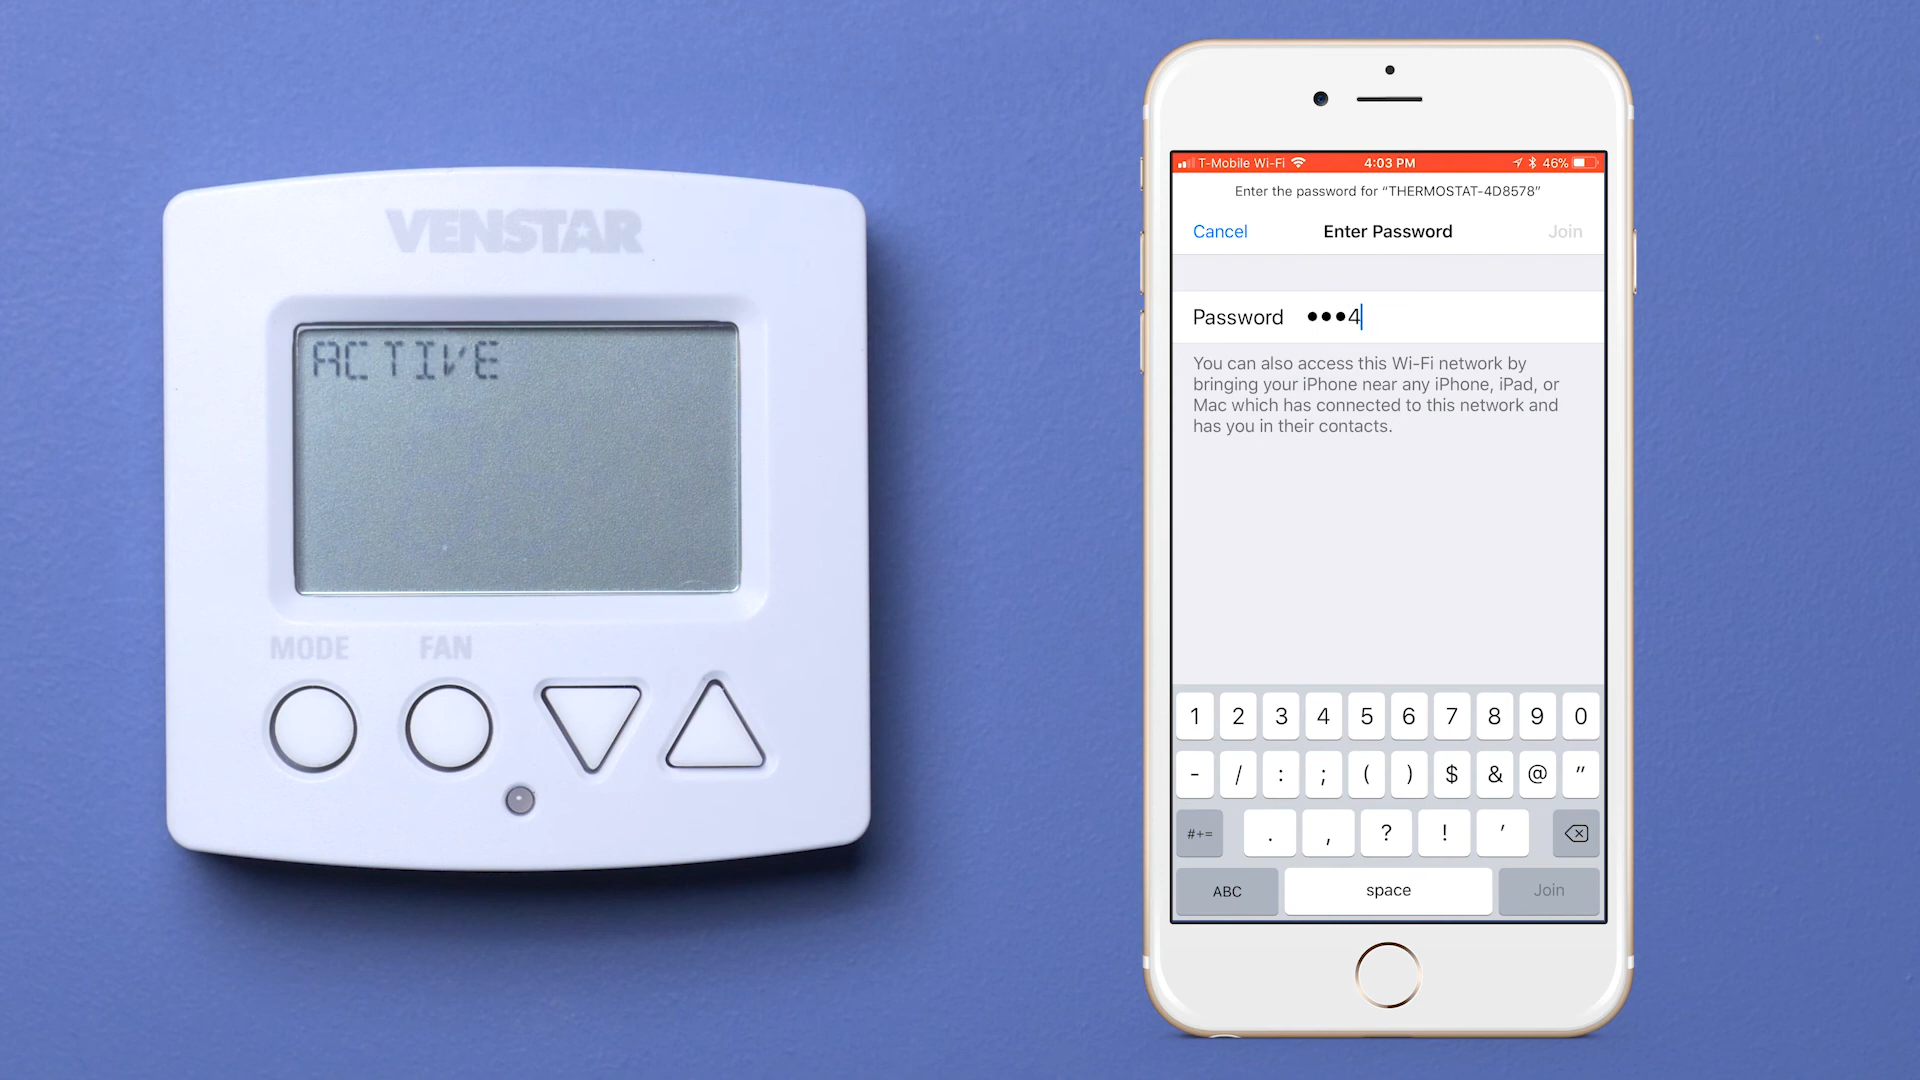 VENSTAR
ACTIVE
MODE FAN
T-Mobile Wi-Fi 4:03 PM 46%
Enter the password for “THERMOSTAT-4D8578”
Cancel Enter Password Join
Password •••4
You can also access this Wi-Fi network by
bringing your iPhone near any iPhone, iPad, or
Mac which has connected to this network and
has you in their contacts.
1 2 3 4 5 6 7 8 9 0
- / : ; ( ) $ & @ "
#+= . , ? ! '
ABC space Join